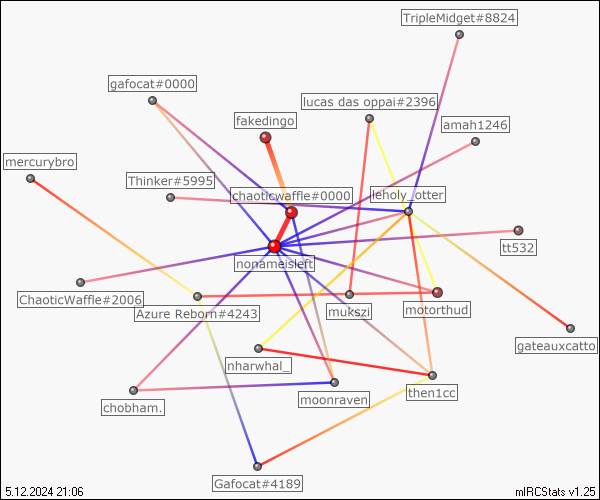 TripleMidget#8824
gafocat#0000
lucas das oppai#2396
fakedingo
amah1246
mercurybro
Thinker#5995
chaoticwaffle#0000
leholy_otter
tt532
nonameisleft
ChaoticWaffle#2006
Azure Reborn#4243
mukszi
motorthud
gateauxcatto
nharwhal_
moonraven
then1cc
chobham.
Gafocat#4189
5.12.2024 21:06
mIRCStats v1.25